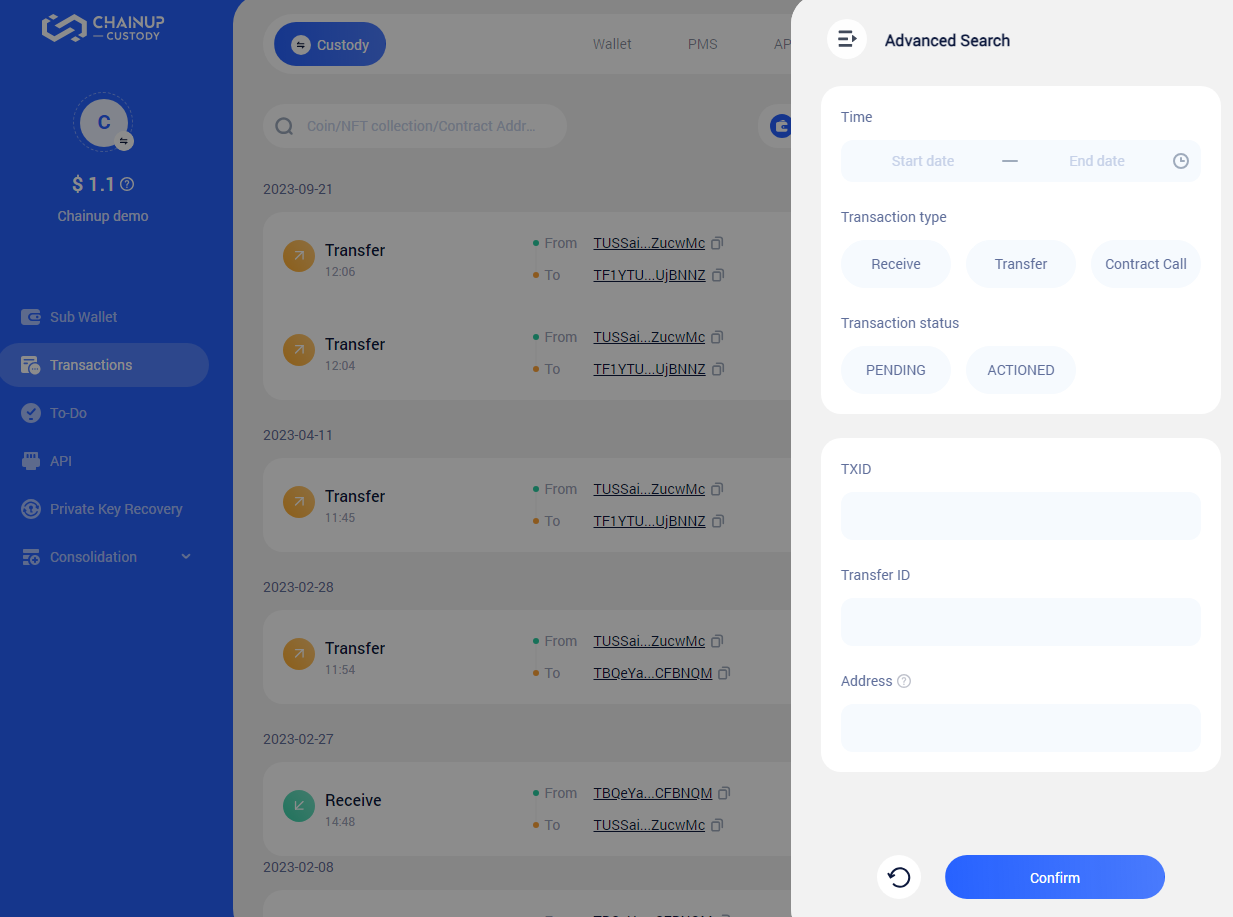 CHAINUP
CUSTODY
C
$ 1.1
Chainup demo
Sub Wallet
Transactions
To-Do
API
Private Key Recovery
Consolidation
Custody
Wallet
PMS
AP
Coin/NFT collection/Contract Addr...
2023-09-21
Transfer
12:06
From TUSSai...ZucwMc
To TF1YTU...UjBNNZ
Transfer
12:04
From TUSSai...ZucwMc
To TF1YTU...UjBNNZ
2023-04-11
Transfer
11:45
From TUSSai...ZucwMc
To TF1YTU...UjBNNZ
2023-02-28
Transfer
11:54
From TUSSai...ZucwMc
To TBQeYa...CFBNQM
2023-02-27
Receive
14:48
From TBQeYa...CFBNQM
To TUSSai...ZucwMc
2023-02-08
Advanced Search
Time
Start date — End date
Transaction type
Receive
Transfer
Contract Call
Transaction status
PENDING
ACTIONED
TXID
Transfer ID
Address
Confirm